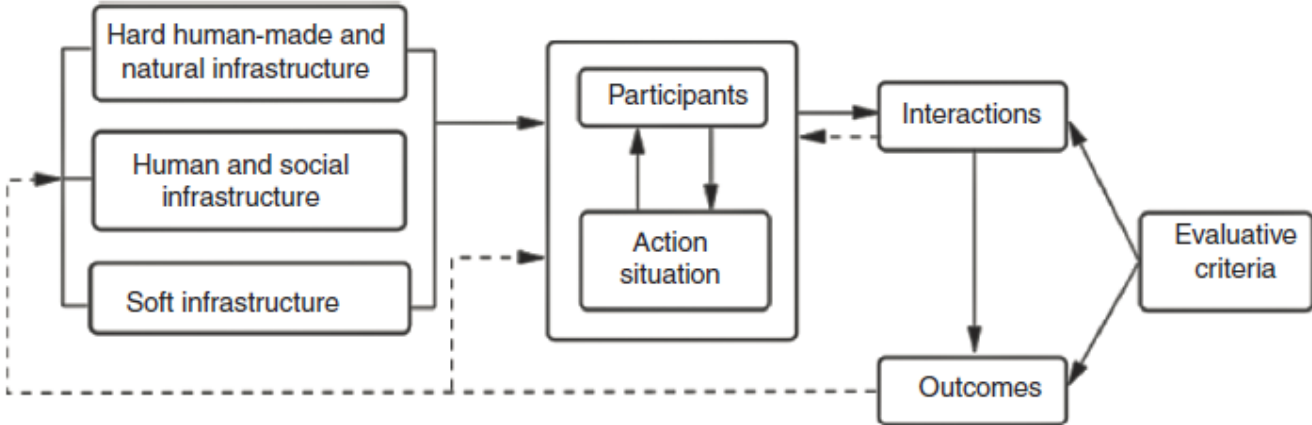 Hard human-made and
natural infrastructure
Human and social
infrastructure
Soft infrastructure
Participants
Action
situation
Interactions
Outcomes
Evaluative
criteria